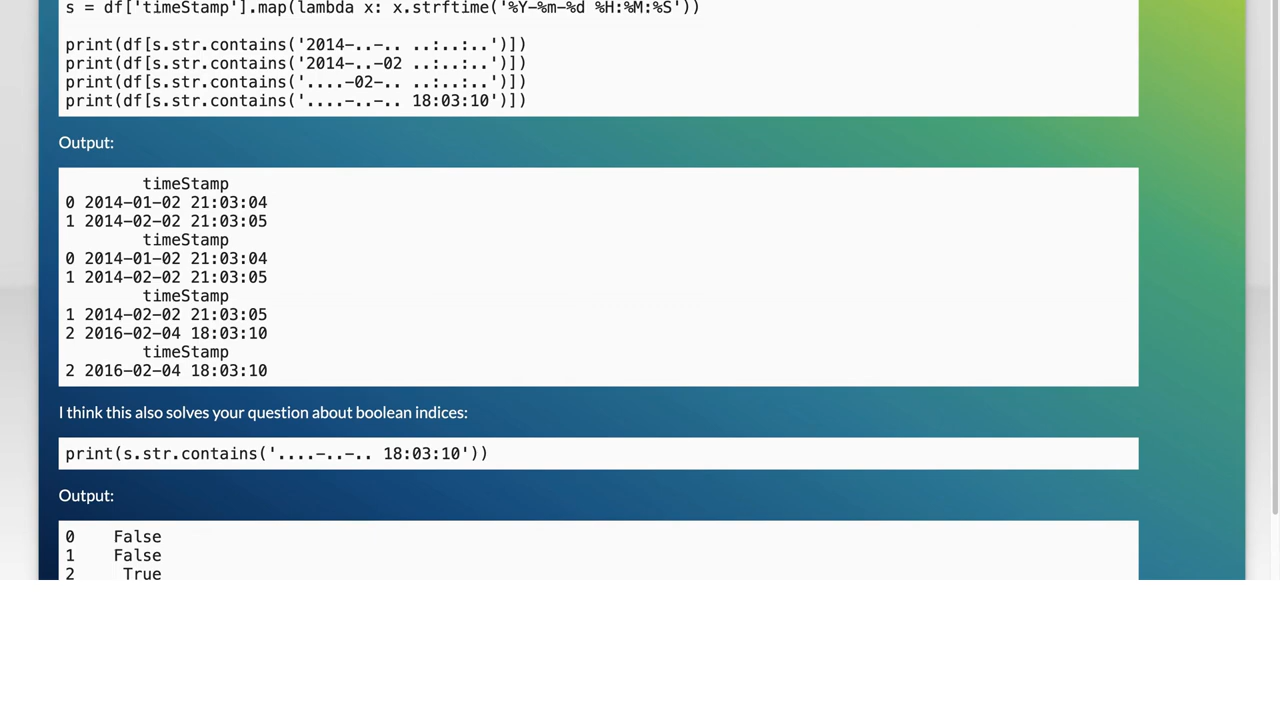 s = df['timeStamp'].map(lambda x: x.strftime('%Y-%m-%d %H:%M:%S'))
print(df[s.str.contains('2014-..-.. ..:..:..')])
print(df[s.str.contains('2014-..-02 ..:..:..')])
print(df[s.str.contains('....-02-.. ..:..:..')])
print(df[s.str.contains('....-..-.. 18:03:10')])
Output:
timeStamp
0 2014-01-02 21:03:04
1 2014-02-02 21:03:05
timeStamp
0 2014-01-02 21:03:04
1 2014-02-02 21:03:05
timeStamp
1 2014-02-02 21:03:05
2 2016-02-04 18:03:10
timeStamp
2 2016-02-04 18:03:10
I think this also solves your question about boolean indices:
print(s.str.contains('....-..-.. 18:03:10'))
Output:
0 False
1 False
2 True